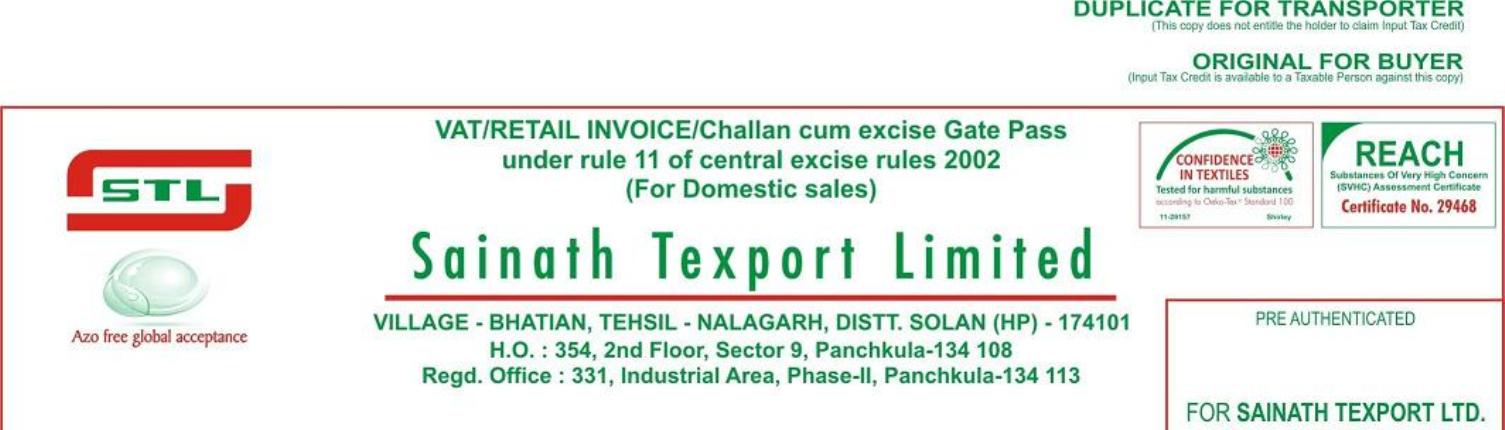 DUPLICATE FOR TRANSPORTER
(This copy does not entitle the holder to claim Input Tax Credit)
ORIGINAL FOR BUYER
(Input Tax Credit is available to a Taxable Person against this copy)
VAT/RETAIL INVOICE/Challan cum excise Gate Pass
under rule 11 of central excise rules 2002
(For Domestic sales)
STL
Azo free global acceptance
Sainath Texport Limited
VILLAGE - BHATIAN, TEHSIL - NALAGARH, DISTT. SOLAN (HP) - 174101
H.O. : 354, 2nd Floor, Sector 9, Panchkula-134 108
Regd. Office : 331, Industrial Area, Phase-II, Panchkula-134 113
CONFIDENCE
IN TEXTILES
Tested for harmful substances
according to Oeko-Tex® Standard 100
11-29157 Shirley
REACH
Substances Of Very High Concern
(SVHC) Assessment Certificate
Certificate No. 29468
PRE AUTHENTICATED
FOR SAINATH TEXPORT LTD.